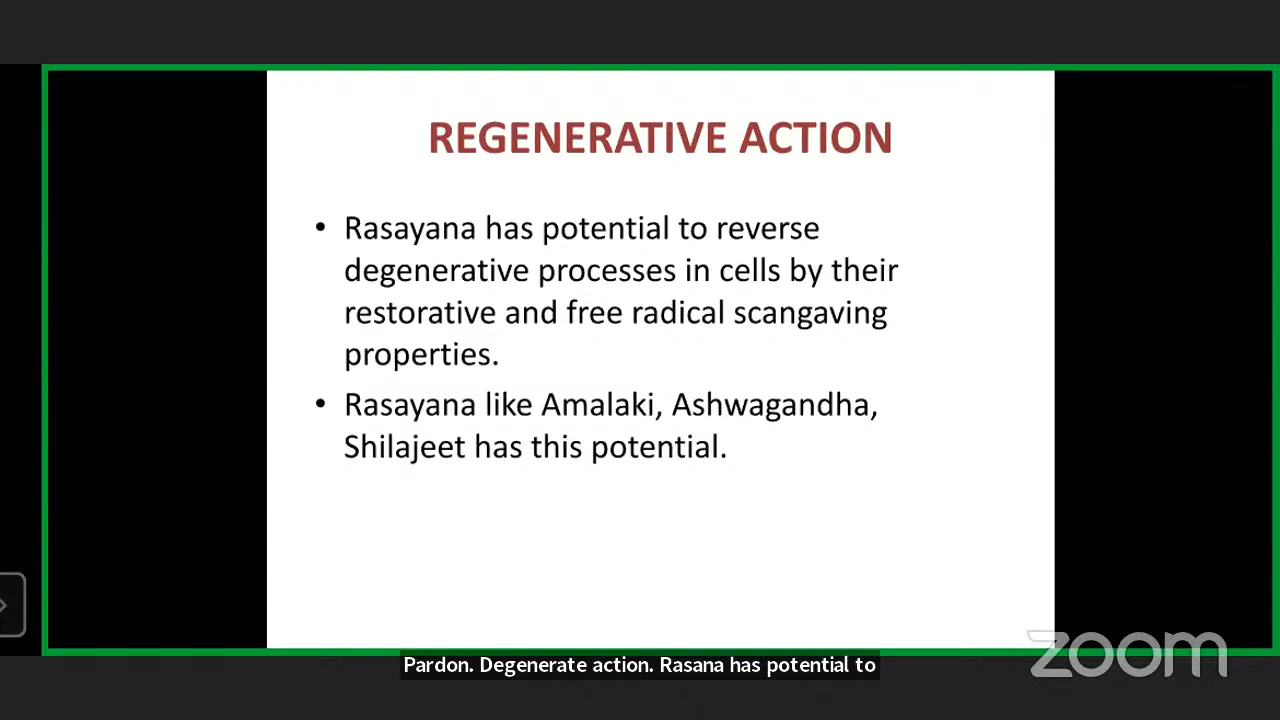 REGENERATIVE ACTION
• Rasayana has potential to reverse
degenerative processes in cells by their
restorative and free radical scangaving
properties.
• Rasayana like Amalaki, Ashwagandha,
Shilajeet has this potential.
zoom
Pardon. Degenerate action. Rasana has potential to